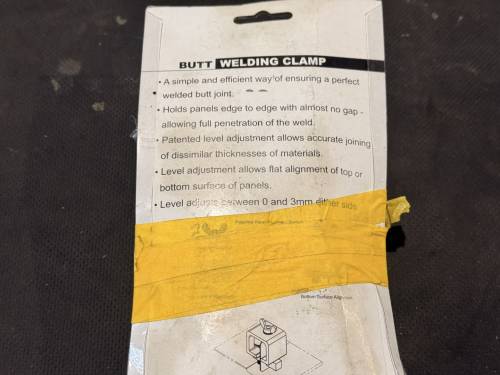 BUTT WELDING CLAMP
• A simple and efficient way of ensuring a perfect
welded butt joint.
• Holds panels edge to edge with almost no gap -
allowing full penetration of the weld.
• Patented level adjustment allows accurate joining
of dissimilar thicknesses of materials.
• Level adjustment allows flat alignment of top or
bottom surface of panels.
• Level adjusts between 0 and 3mm either side.
Bottom Surface